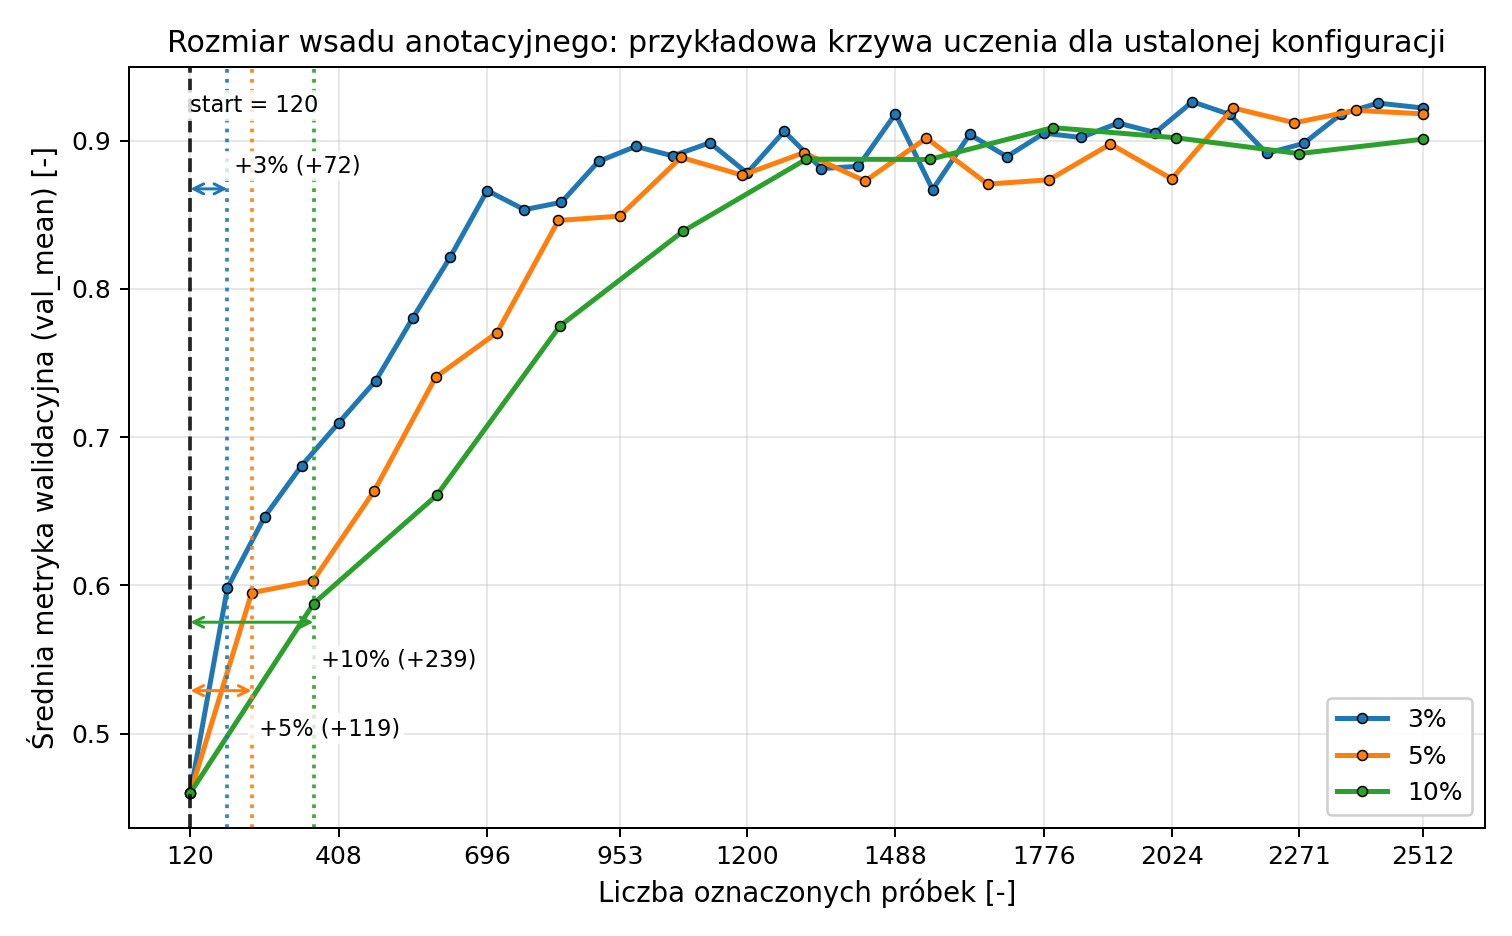 Rozmiar wsadu anotacyjnego: przykładowa krzywa uczenia dla ustalonej konfiguracji
start = 120
+3% (+72)
+10% (+239)
+5% (+119)
Średnia metryka walidacyjna (val_mean) [-]
0.9
0.8
0.7
0.6
0.5
3%
5%
10%
120 408 696 953 1200 1488 1776 2024 2271 2512
Liczba oznaczonych próbek [-]